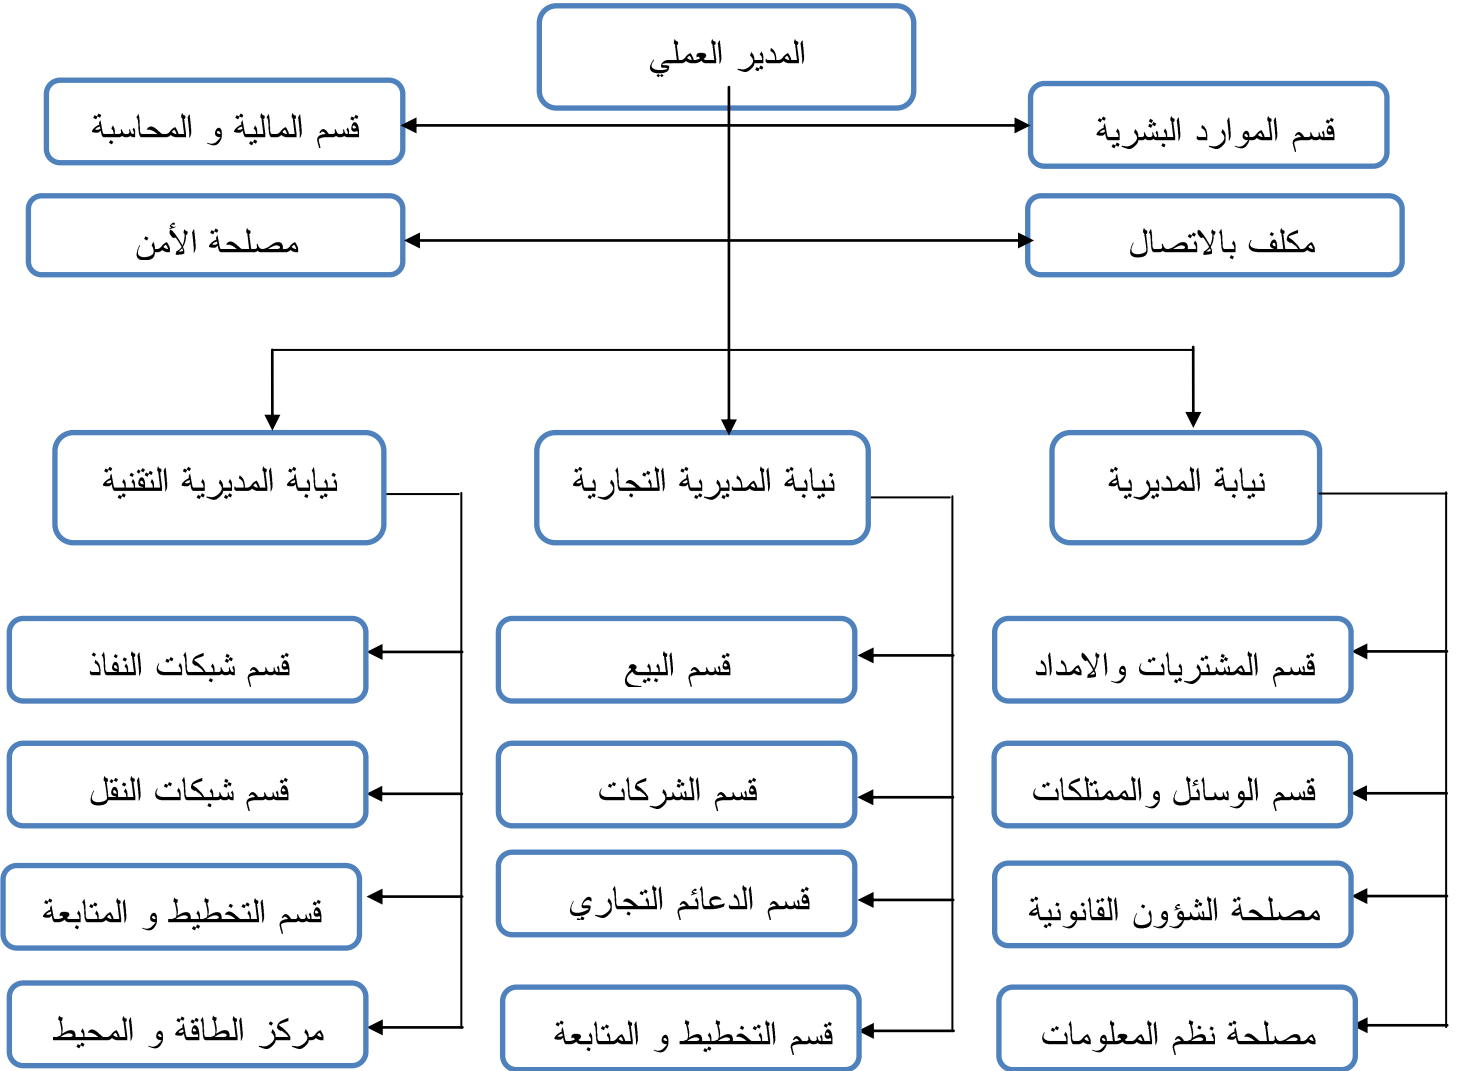 المدير العملي
قسم الموارد البشرية
قسم المالية و المحاسبة
مكلف بالاتصال
مصلحة الأمن
نيابة المديرية
نيابة المديرية التجارية
نيابة المديرية التقنية
قسم المشتريات والامداد
قسم البيع
قسم شبكات النفاذ
قسم الوسائل والممتلكات
قسم الشركات
قسم شبكات النقل
مصلحة الشؤون القانونية
قسم الدعائم التجاري
قسم التخطيط و المتابعة
مصلحة نظم المعلومات
قسم التخطيط و المتابعة
مركز الطاقة و المحيط